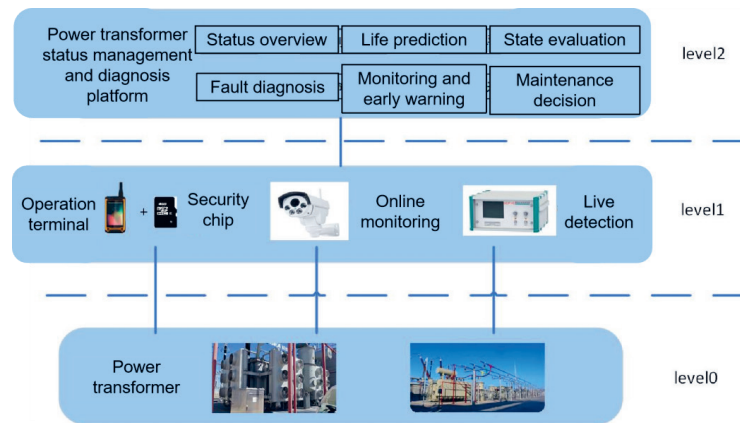 Power transformer
status management
and diagnosis
platform
Status overview
Life prediction
State evaluation
Fault diagnosis
Monitoring and
early warning
Maintenance
decision
level2
Operation
terminal
+
Security
chip
Online
monitoring
Live
detection
level1
Power
transformer
level0